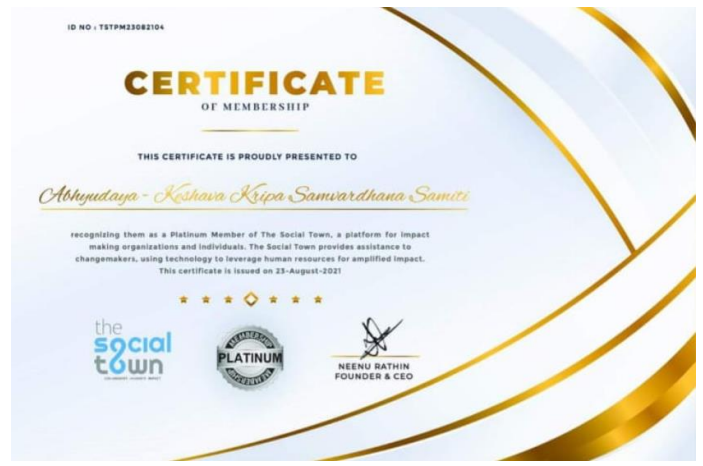 ID NO : TSTPM23082104
CERTIFICATE
OF MEMBERSHIP
THIS CERTIFICATE IS PROUDLY PRESENTED TO
Abhyudaya - Keshava Kripa Samvardhana Samiti
recognizing them as a Platinum Member of The Social Town, a platform for impact
making organizations and individuals. The Social Town provides assistance to
changemakers, using technology to leverage human resources for amplified impact.
This certificate is issued on 23-August-2021
the
social
town
MEMBERSHIP
PLATINUM
MEMBERSHIP
NEENU RATHIN
FOUNDER & CEO